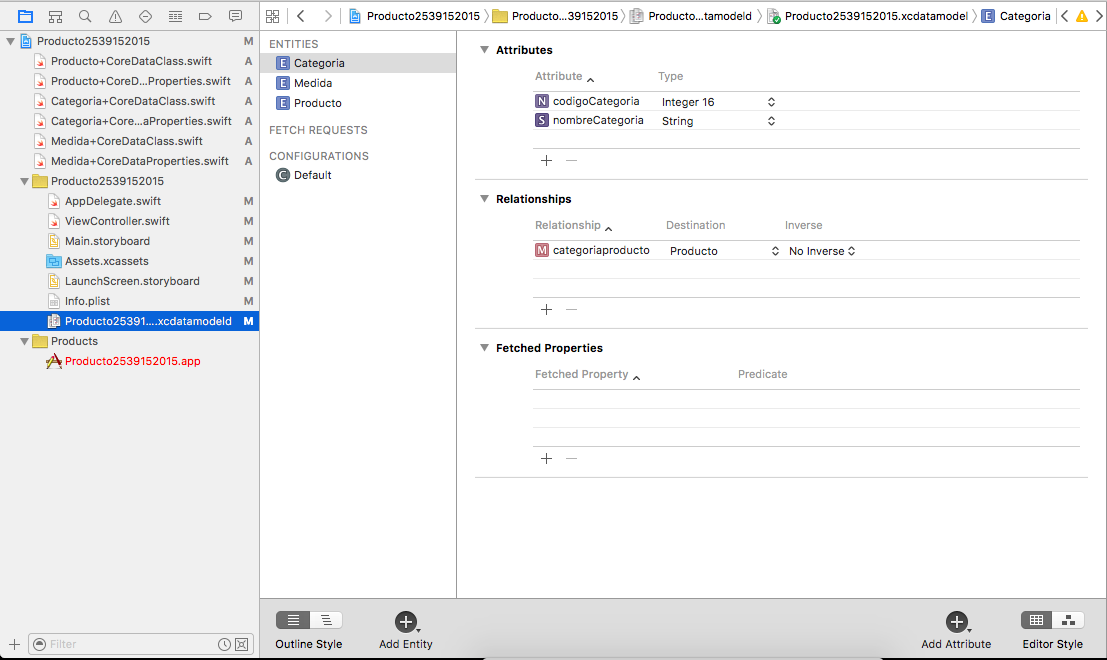 Producto2539152015 〉 Producto...39152015 〉 Producto...tamodeld 〉 Producto2539152015.xcdatamodel 〉 E Categoria
Producto2539152015 M
Producto+CoreDataClass.swift A
Producto+CoreD...Properties.swift A
Categoria+CoreDataClass.swift A
Categoria+Core...aProperties.swift A
Medida+CoreDataClass.swift A
Medida+CoreDataProperties.swift A
Producto2539152015
AppDelegate.swift M
ViewController.swift M
Main.storyboard M
Assets.xcassets M
LaunchScreen.storyboard M
Info.plist M
Producto25391....xcdatamodeld M
Products
Producto2539152015.app
Filter
ENTITIES
E Categoria
E Medida
E Producto
FETCH REQUESTS
CONFIGURATIONS
C Default
Attributes
Attribute Type
N codigoCategoria Integer 16
S nombreCategoria String
Relationships
Relationship Destination Inverse
M categoriaproducto Producto No Inverse
Fetched Properties
Fetched Property Predicate
Outline Style
Add Entity
Add Attribute
Editor Style